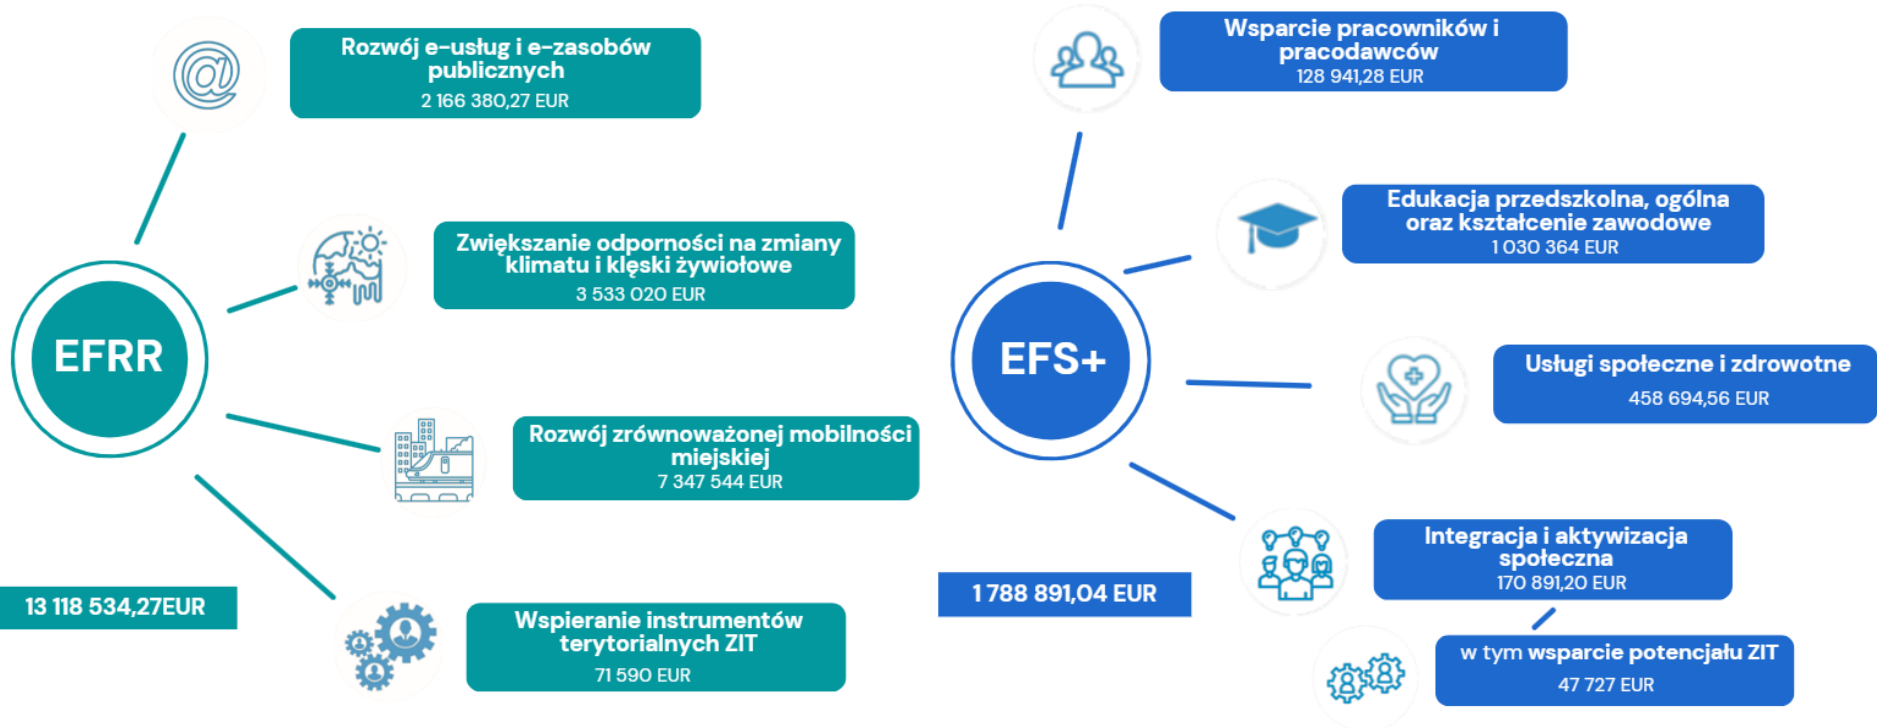 Rozwój e-usług i e-zasobów
publicznych
2 166 380,27 EUR
Zwiększanie odporności na zmiany
klimatu i klęski żywiołowe
3 533 020 EUR
EFRR
Rozwój zrównoważonej mobilności
miejskiej
7 347 544 EUR
13 118 534,27EUR
Wspieranie instrumentów
terytorialnych ZIT
71 590 EUR
Wsparcie pracowników i
pracodawców
128 941,28 EUR
Edukacja przedszkolna, ogólna
oraz kształcenie zawodowe
1 030 364 EUR
EFS+
Usługi społeczne i zdrowotne
458 694,56 EUR
Integracja i aktywizacja
społeczna
170 891,20 EUR
1 788 891,04 EUR
w tym wsparcie potencjału ZIT
47 727 EUR